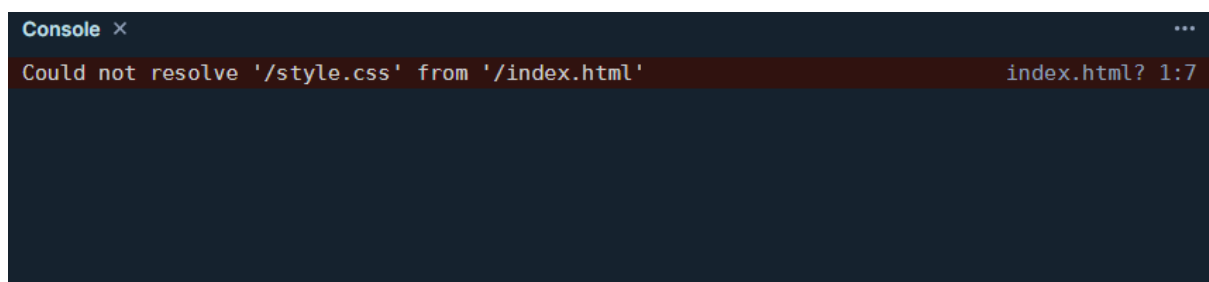 Console ×
Could not resolve '/style.css' from '/index.html' index.html? 1:7